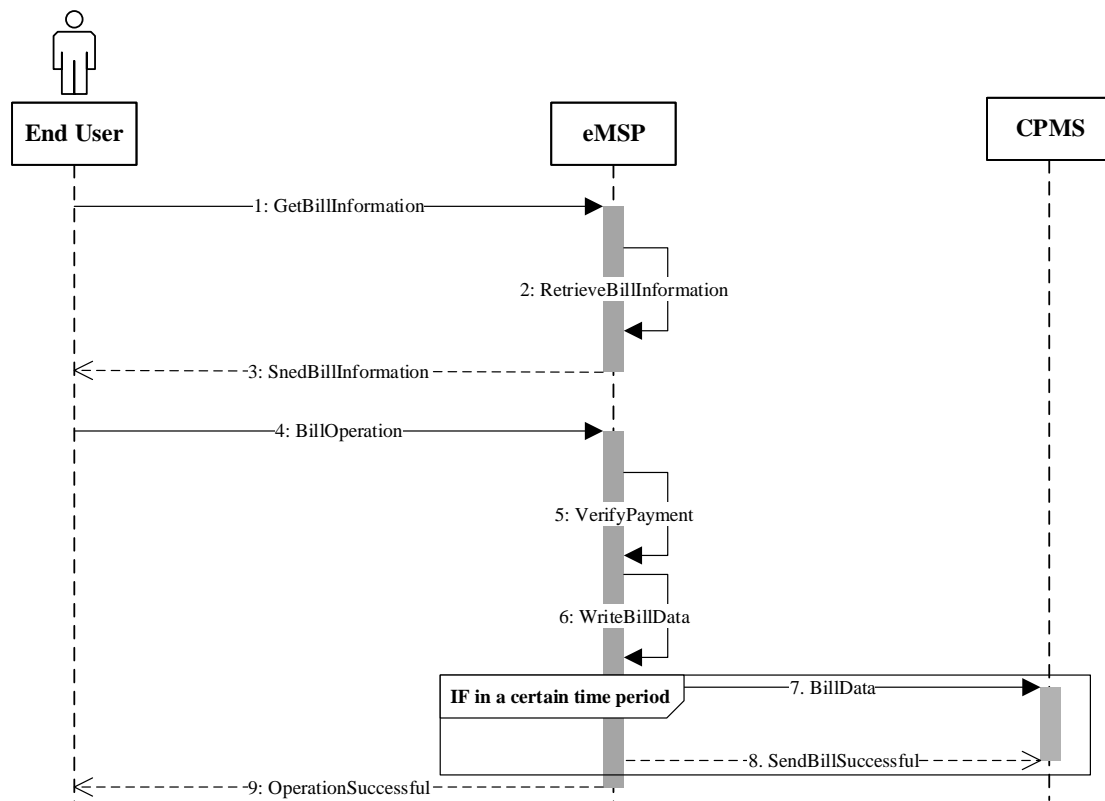 End User
eMSP
CPMS
1: GetBillInformation
2: RetrieveBillInformation
3: SnedBillInformation
4: BillOperation
5: VerifyPayment
6: WriteBillData
IF in a certain time period
7. BillData
8. SendBillSuccessful
9: OperationSuccessful